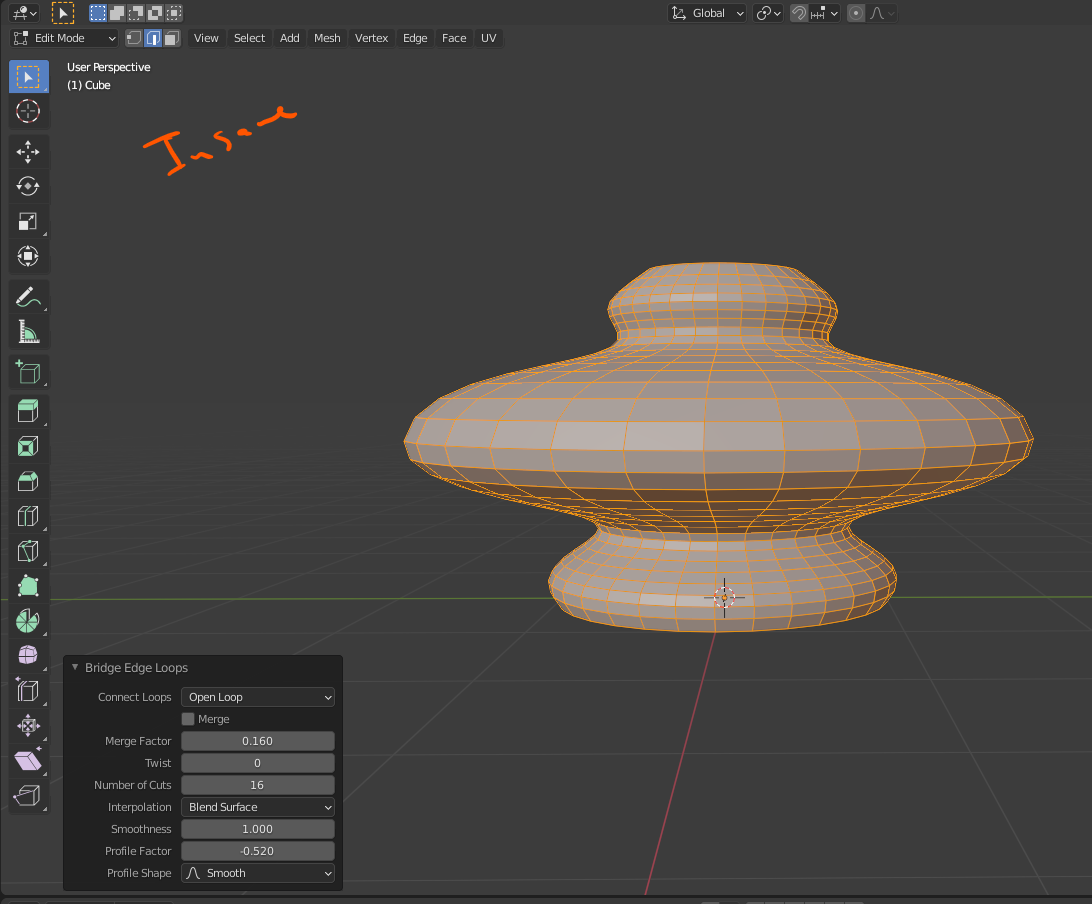 Global
Edit Mode View Select Add Mesh Vertex Edge Face UV
User Perspective
(1) Cube
Insane
Bridge Edge Loops
Connect Loops Open Loop
Merge
Merge Factor 0.160
Twist 0
Number of Cuts 16
Interpolation Blend Surface
Smoothness 1.000
Profile Factor -0.520
Profile Shape Smooth